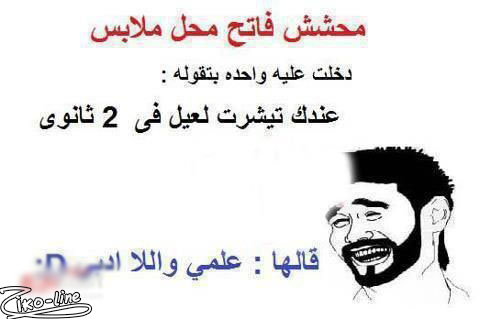 محشش فاتح محل ملابس
دخلت عليه واحده بتقوله :
عندك تيشرت لعيل فى 2 ثانوى
قالها : علمي واللا ادبي D:
Ziko-line